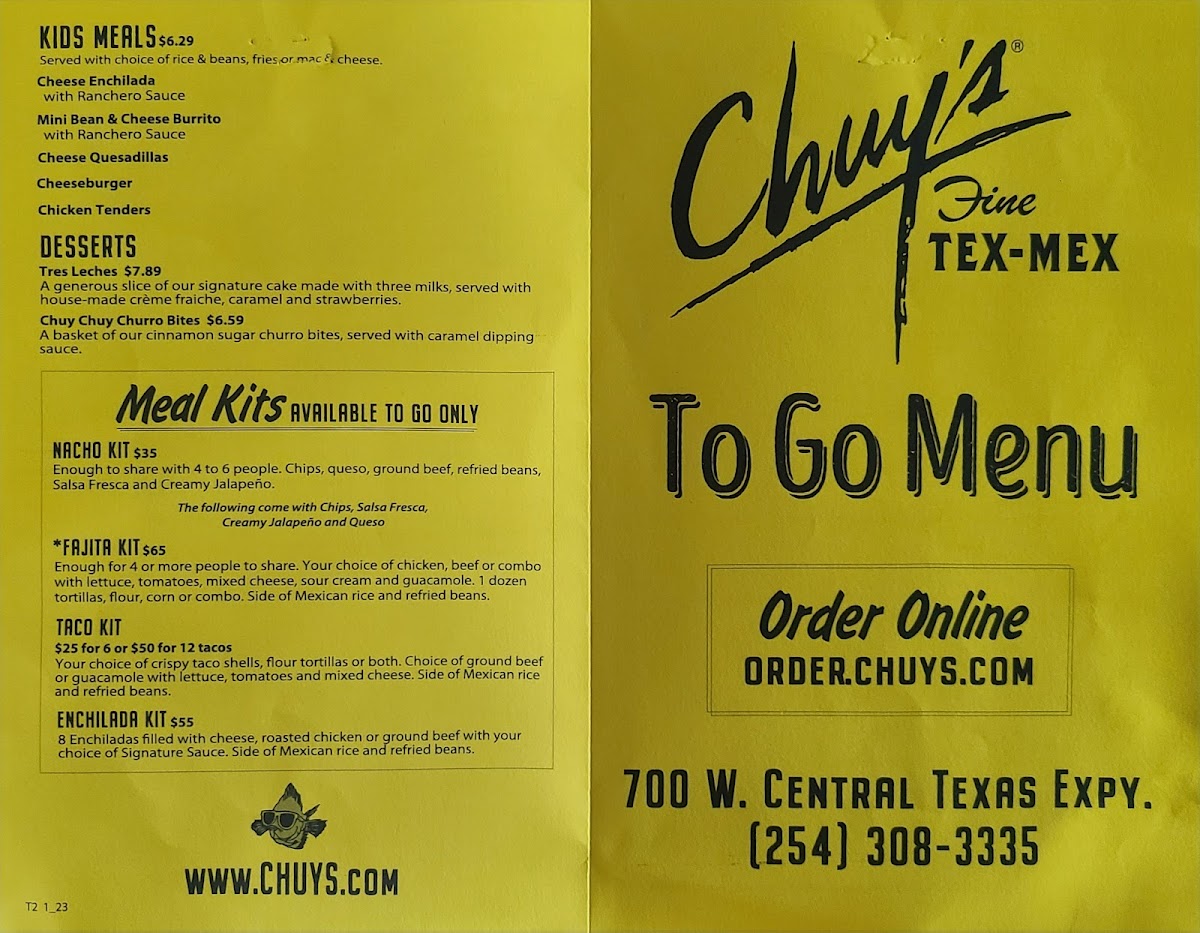 KIDS MEALS $6.29
Served with choice of rice & beans, fries or mac & cheese.
Cheese Enchilada
with Ranchero Sauce
Mini Bean & Cheese Burrito
with Ranchero Sauce
Cheese Quesadillas
Cheeseburger
Chicken Tenders
DESSERTS
Tres Leches $7.89
A generous slice of our signature cake made with three milks, served with
house-made crème fraiche, caramel and strawberries.
Chuy Chuy Churro Bites $6.59
A basket of our cinnamon sugar churro bites, served with caramel dipping
sauce.
Meal Kits AVAILABLE TO GO ONLY
NACHO KIT $35
Enough to share with 4 to 6 people. Chips, queso, ground beef, refried beans,
Salsa Fresca and Creamy Jalapeño.
The following come with Chips, Salsa Fresca,
Creamy Jalapeño and Queso
*FAJITA KIT $65
Enough for 4 or more people to share. Your choice of chicken, beef or combo
with lettuce, tomatoes, mixed cheese, sour cream and guacamole. 1 dozen
tortillas, flour, corn or combo. Side of Mexican rice and refried beans.
TACO KIT
$25 for 6 or $50 for 12 tacos
Your choice of crispy taco shells, flour tortillas or both. Choice of ground beef
or guacamole with lettuce, tomatoes and mixed cheese. Side of Mexican rice
and refried beans.
ENCHILADA KIT $55
8 Enchiladas filled with cheese, roasted chicken or ground beef with your
choice of Signature Sauce. Side of Mexican rice and refried beans.
WWW.CHUYS.COM
T2 1_23
Chuy's®
Fine
TEX-MEX
To Go Menu
Order Online
ORDER.CHUYS.COM
700 W. CENTRAL TEXAS EXPY.
(254) 308-3335